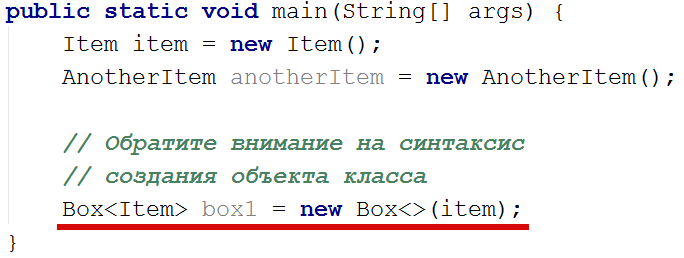 public static void main(String[] args) {
Item item = new Item();
AnotherItem anotherItem = new AnotherItem();
// Обратите внимание на синтаксис
// создания объекта класса
Box<Item> box1 = new Box<>(item);
}